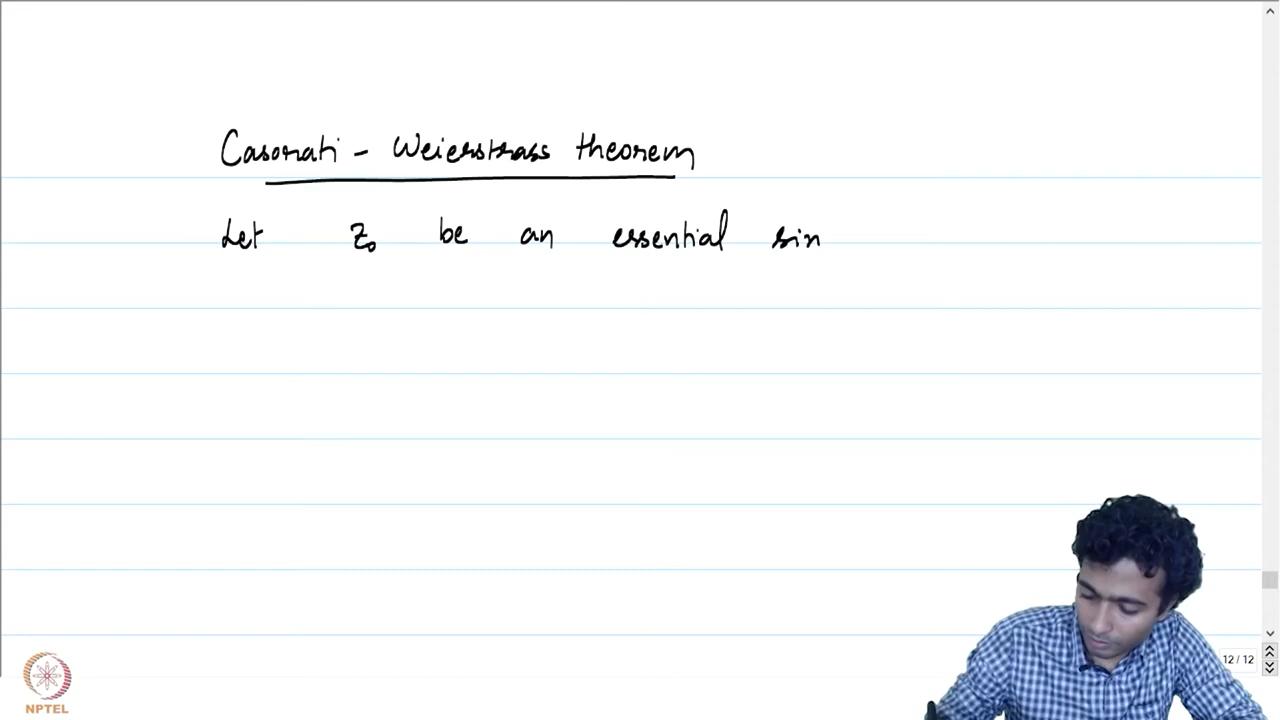 Casorati - Weierstrass theorem
Let z₀ be an essential sin
12 / 12
NPTEL